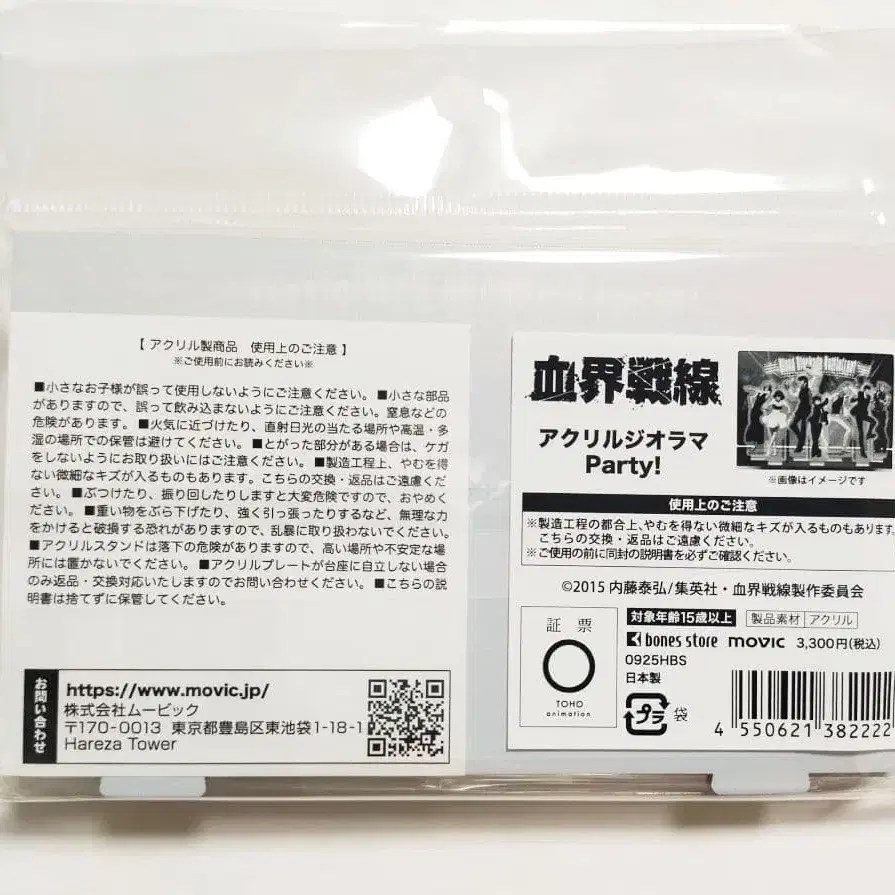 【 アクリル製商品　使用上のご注意 】
※ご使用前にお読みください※
■小さなお子様が誤って使用しないようにご注意ください。 ■小さな部品
がありますので、誤って飲み込まないようにご注意ください。窒息などの
危険があります。 ■火気に近づけたり、直射日光の当たる場所や高温・多
湿の場所での保管は避けてください。 ■とがった部分がある場合は、ケガ
をしないようにお取り扱いにはご注意ください。 ■製造工程上、やむを得
ない微細なキズが入るものもあります。こちらの交換・返品はご遠慮くだ
さい。 ■ぶつけたり、振り回したりしますと大変危険ですので、おやめく
ださい。 ■重い物をぶら下げたり、強く引っ張ったりするなど、無理な力
をかけると破損する恐れがありますので、乱暴に取り扱わないでください。
■アクリルスタンドは落下の危険がありますので、高い場所や不安定な場
所には置かないでください。 ■アクリルプレートが台座に自立しない場合
のみ返品・交換対応いたしますのでお問い合わせください。 ■こちらの説
明書は捨てずに保管してください。
お問い合わせ
https://www.movic.jp/
株式会社ムービック
〒170-0013 東京都豊島区東池袋1-18-1
Hareza Tower
血界戦線
アクリルジオラマ
Party!
※画像はイメージです
使用上のご注意
※製造工程の都合上、やむを得ない微細なキズが入るものもあります。
こちらの交換・返品はご遠慮ください。
※ご使用の前に同封の説明書を必ずご確認ください。
©2015 内藤泰弘/集英社・血界戦線製作委員会
証票
TOHO
animation
対象年齢15歳以上 製品素材 アクリル
bones store movic 3,300円(税込)
0925HBS
日本製
プラ 袋
4 550621 382222